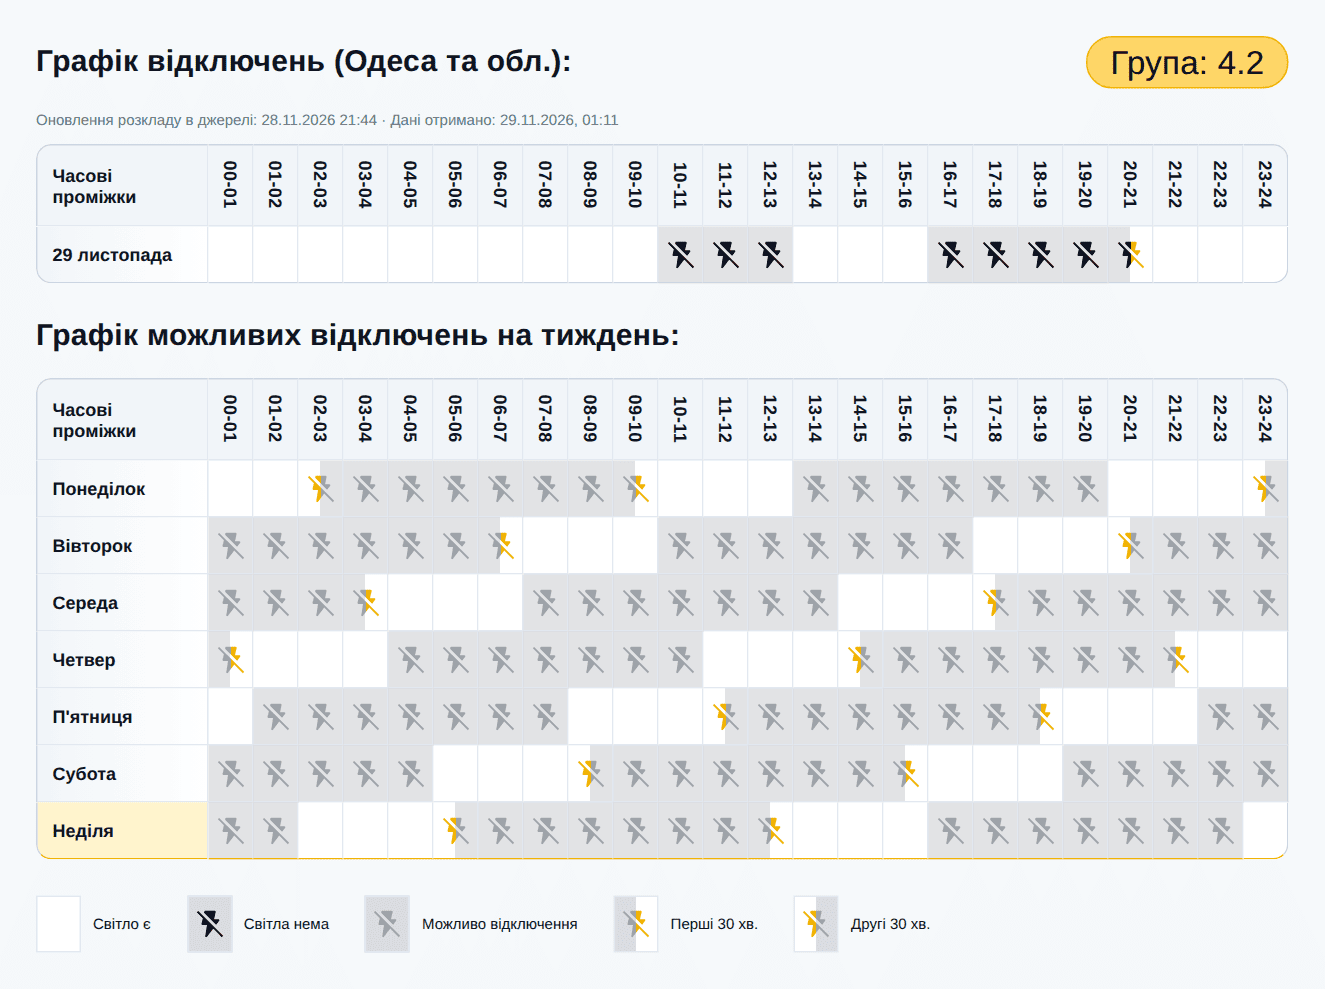 Графік відключень (Одеса та обл.):
Група: 4.2
Оновлення розкладу в джерелі: 28.11.2026 21:44 · Дані отримано: 29.11.2026, 01:11
Часові проміжки 00-01 01-02 02-03 03-04 04-05 05-06 06-07 07-08 08-09 09-10 10-11 11-12 12-13 13-14 14-15 15-16 16-17 17-18 18-19 19-20 20-21 21-22 22-23 23-24
29 листопада
Графік можливих відключень на тиждень:
Часові проміжки 00-01 01-02 02-03 03-04 04-05 05-06 06-07 07-08 08-09 09-10 10-11 11-12 12-13 13-14 14-15 15-16 16-17 17-18 18-19 19-20 20-21 21-22 22-23 23-24
Понеділок
Вівторок
Середа
Четвер
П'ятниця
Субота
Неділя
Світло є Світла нема Можливо відключення Перші 30 хв. Другі 30 хв.